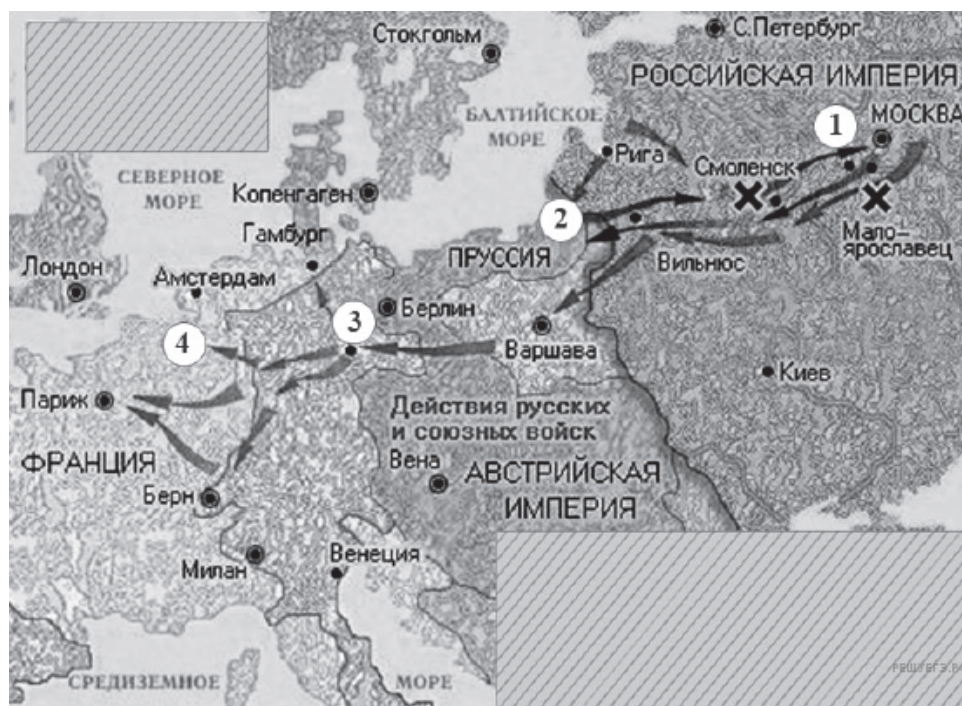 Стокгольм
С.Петербург
РОССИЙСКАЯ ИМПЕРИЯ
БАЛТИЙСКОЕ
МОРЕ
1
МОСКВА
Рига
Смоленск
СЕВЕРНОЕ
МОРЕ
Копенгаген
Гамбург
2
ПРУССИЯ
Вильнюс
Мало-
ярославец
Лондон
Амстердам
Берлин
3
4
Варшава
Киев
Париж
Действия русских
и союзных войск
ФРАНЦИЯ
Вена
АВСТРИЙСКАЯ
ИМПЕРИЯ
Берн
Милан
Венеция
СРЕДИЗЕМНОЕ
МОРЕ
РЕШУЕГЭ.РФ